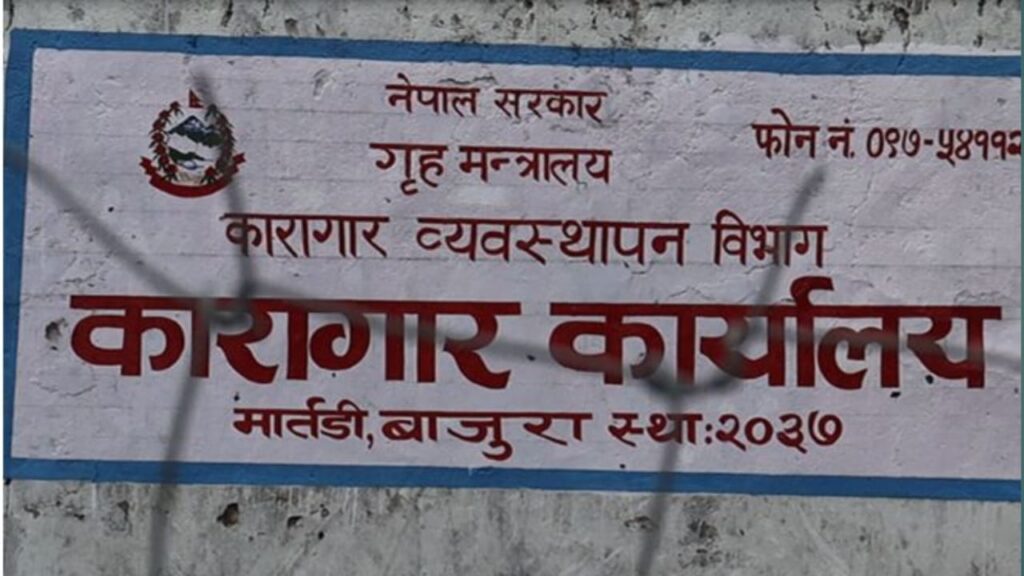 नेपाल सरकार
गृह मन्त्रालय
फोन नं. ०९७-५४११२
कारागार व्यवस्थापन विभाग
कारागार कार्यालय
मार्तडी, बाजुरा स्था:२०३७